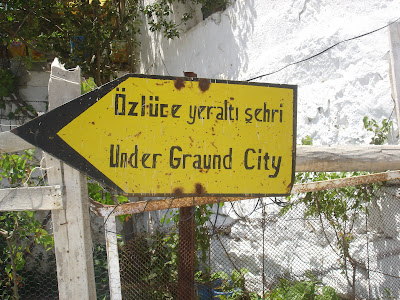 Özlüce yeraltı şehri
Under Graund City